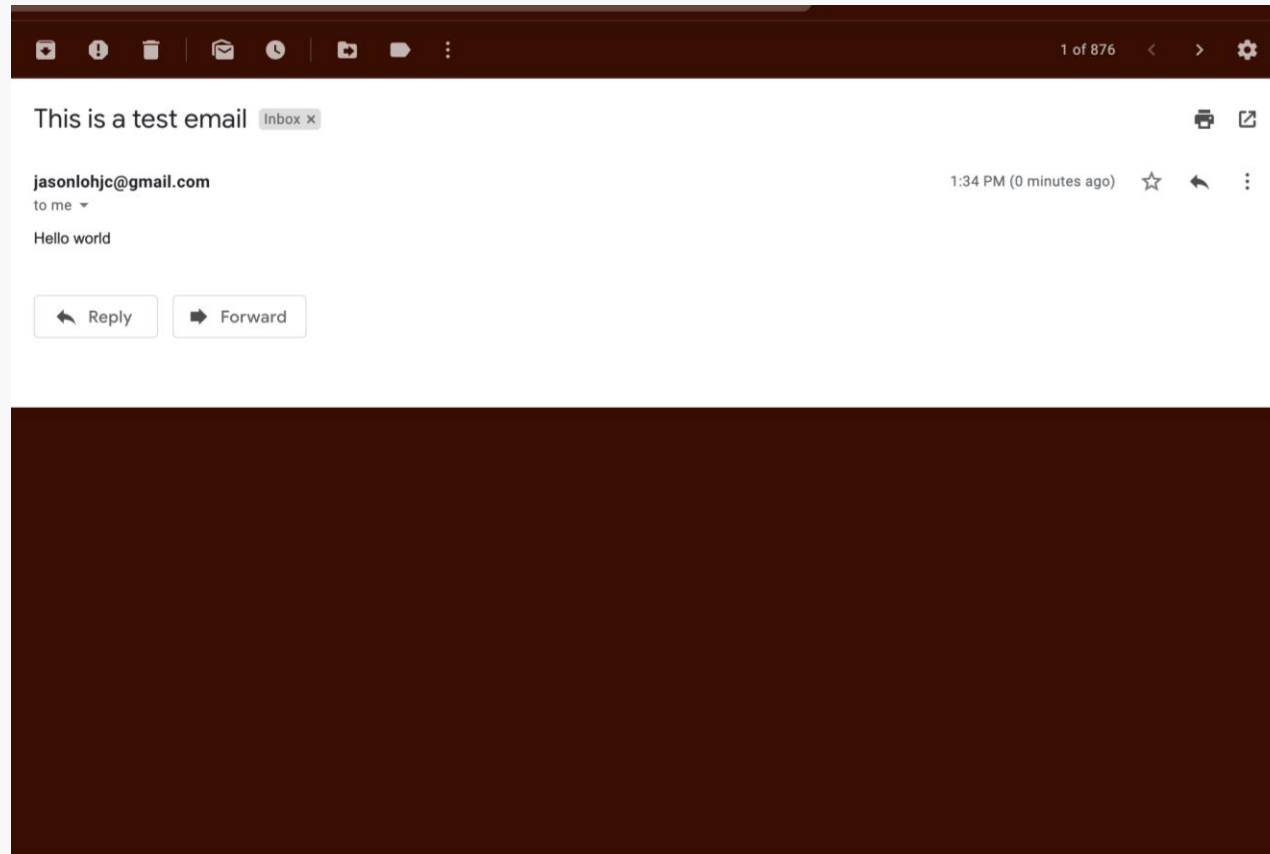 1 of 876
This is a test email Inbox x
jasonlohjc@gmail.com 1:34 PM (0 minutes ago)
to me
Hello world
Reply Forward